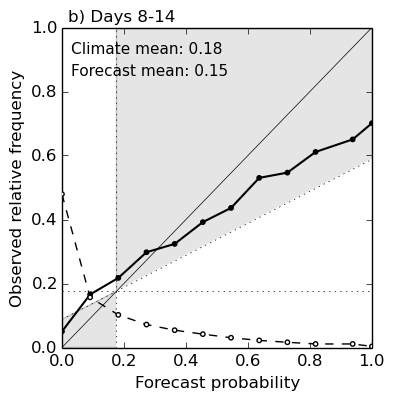 b) Days 8-14
Climate mean: 0.18
Forecast mean: 0.15
Observed relative frequency
1.0
0.8
0.6
0.4
0.2
0.0
0.0 0.2 0.4 0.6 0.8 1.0
Forecast probability